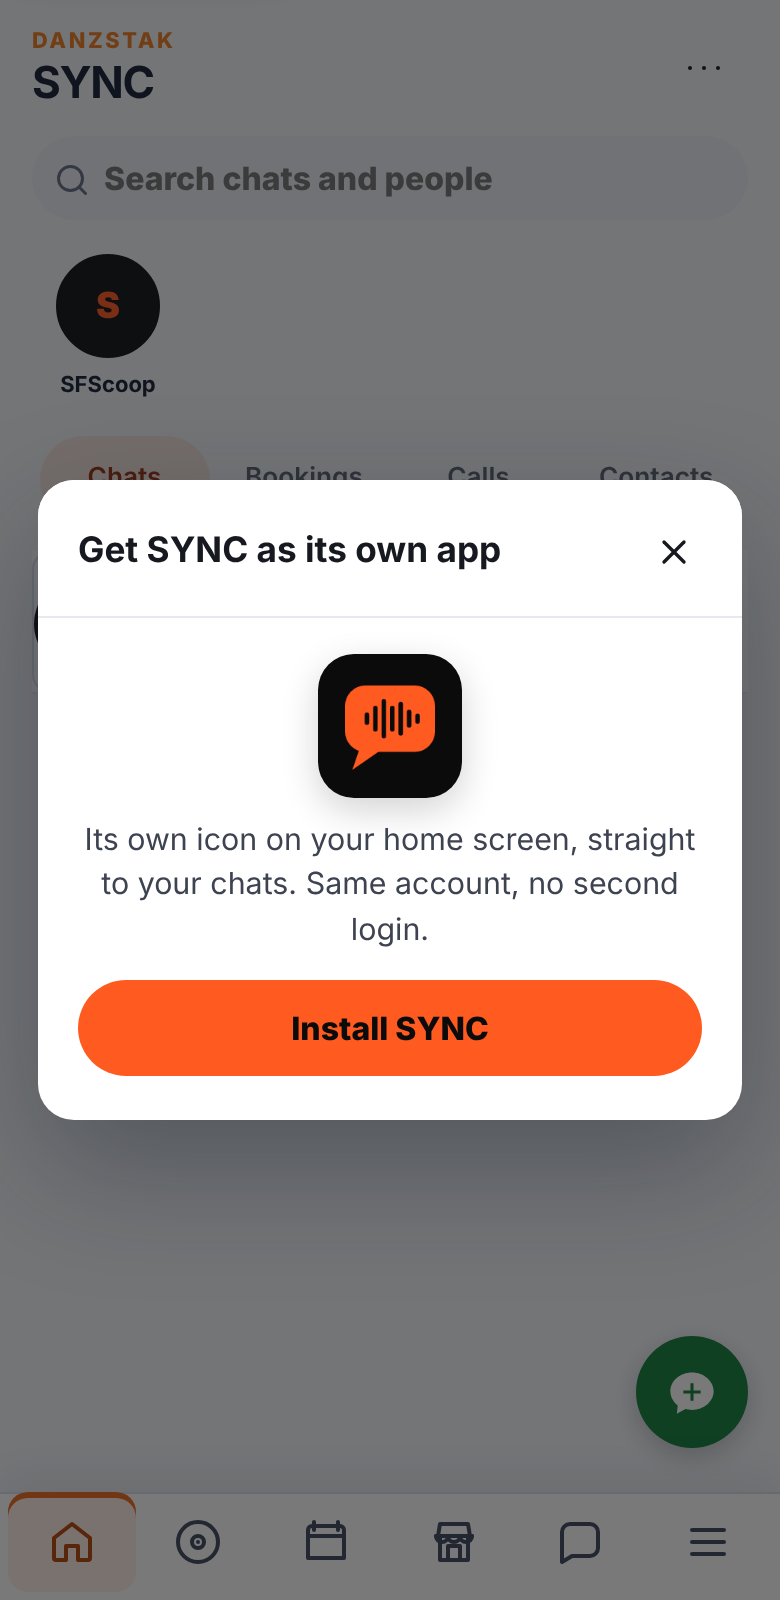 DANZSTAK
SYNC
...
Search chats and people
S
SFScoop
Chats Bookings Calls Contacts
Get SYNC as its own app
Its own icon on your home screen, straight
to your chats. Same account, no second
login.
Install SYNC